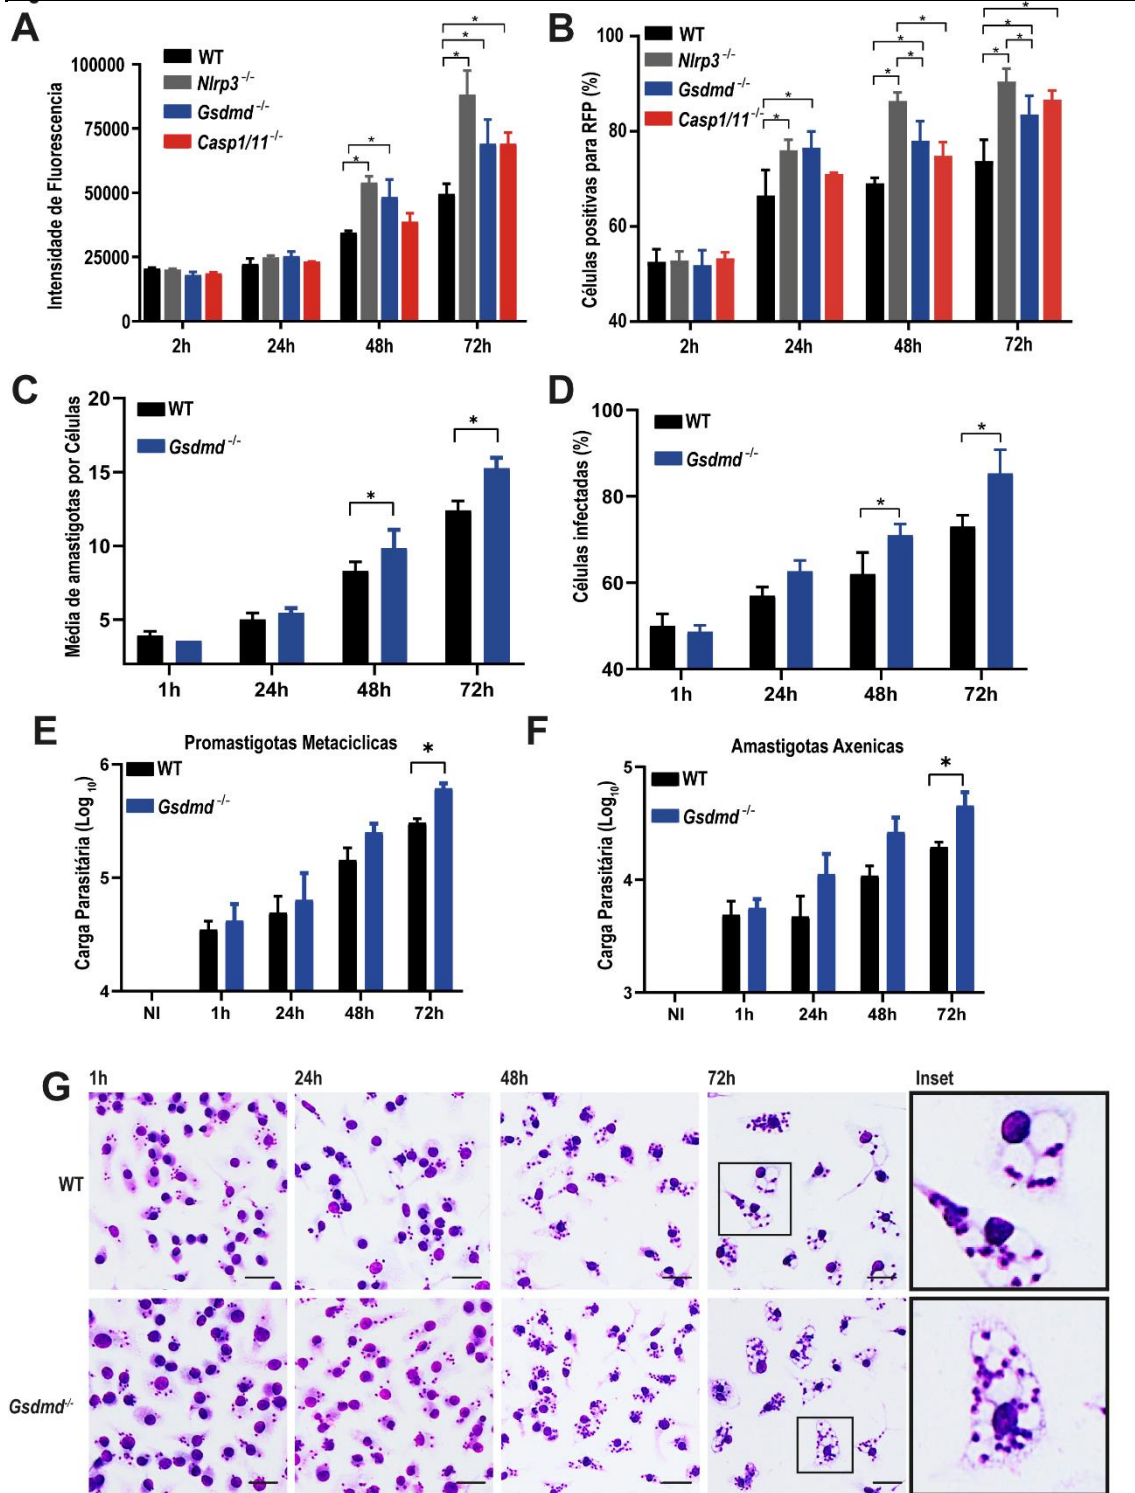 A
WT
Nlrp3 -/-
Gsdmd -/-
Casp1/11 -/-
Intensidade de Fluorescencia
100000
75000
50000
25000
0
2h 24h 48h 72h
* * * * *
B
WT
Nlrp3 -/-
Gsdmd -/-
Casp1/11 -/-
Células positivas para RFP (%)
100
80
60
40
2h 24h 48h 72h
* * * * * * * * * *
C
WT
Gsdmd -/-
Média de amastigotas por Células
20
15
10
5
1h 24h 48h 72h
* *
D
WT
Gsdmd -/-
Células infectadas (%)
100
80
60
40
1h 24h 48h 72h
* *
E
Promastigotas Metaciclicas
WT
Gsdmd -/-
Carga Parasitária (Log 10)
6
5
4
NI 1h 24h 48h 72h
*
F
Amastigotas Axenicas
WT
Gsdmd -/-
Carga Parasitária (Log10)
5
4
3
NI 1h 24h 48h 72h
*
G
1h 24h 48h 72h Inset
WT
Gsdmd-/-